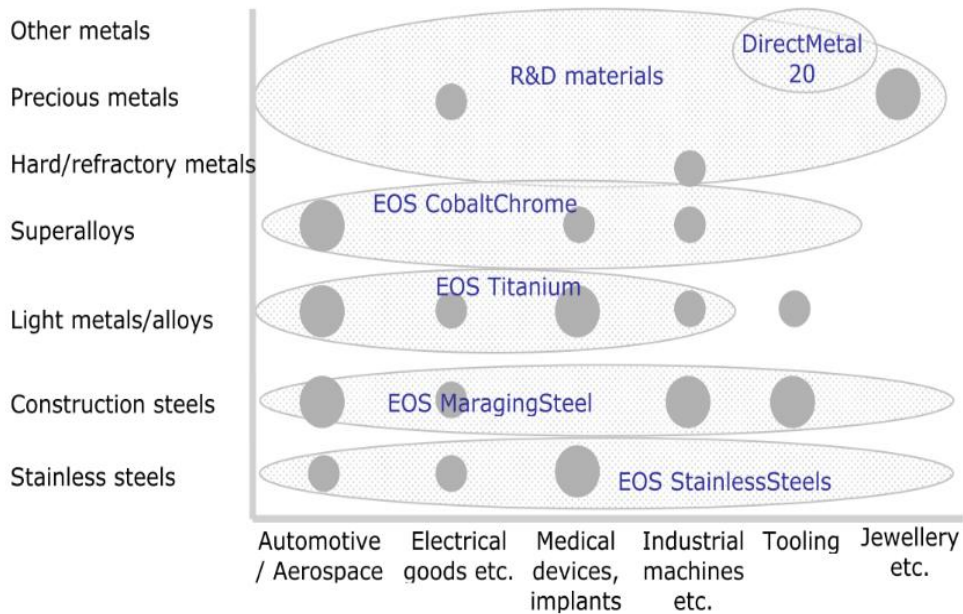 Other metals
DirectMetal
20
R&D materials
Precious metals
Hard/refractory metals
EOS CobaltChrome
Superalloys
EOS Titanium
Light metals/alloys
Construction steels
EOS MaragingSteel
Stainless steels
EOS StainlessSteels
Automotive
/ Aerospace
Electrical
goods etc.
Medical
devices,
implants
Industrial
machines
etc.
Tooling
Jewellery
etc.